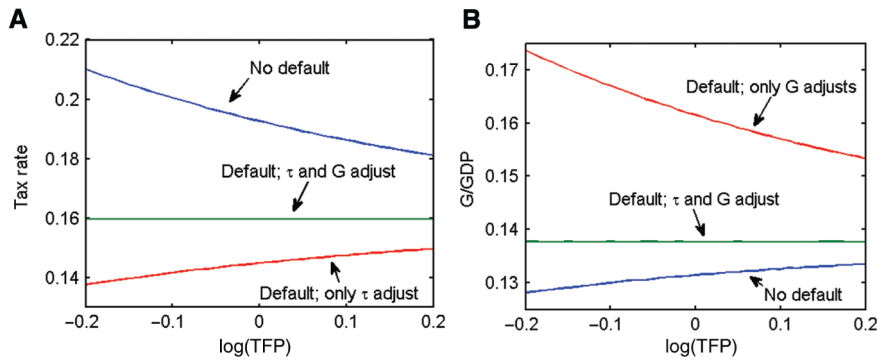 A
Tax rate
0.22
0.2
0.18
0.16
0.14
No default
Default; τ and G adjust
Default; only τ adjust
−0.2
−0.1
0
0.1
0.2
log(TFP)
B
G/GDP
0.17
0.16
0.15
0.14
0.13
Default; only G adjusts
Default; τ and G adjust
No default
−0.2
−0.1
0
0.1
0.2
log(TFP)